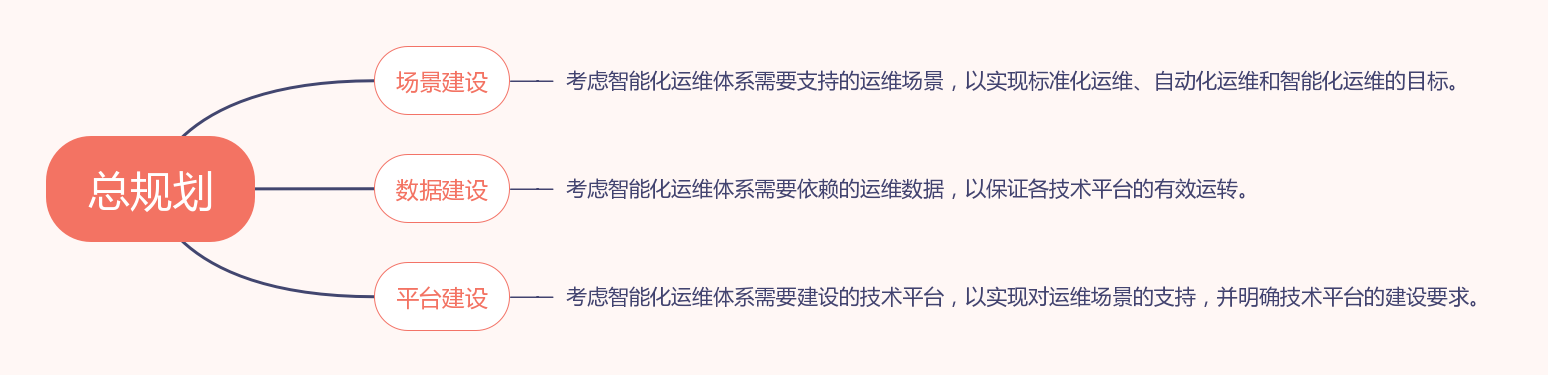 总规划
场景建设
考虑智能化运维体系需要支持的运维场景，以实现标准化运维、自动化运维和智能化运维的目标。
数据建设
考虑智能化运维体系需要依赖的运维数据，以保证各技术平台的有效运转。
平台建设
考虑智能化运维体系需要建设的技术平台，以实现对运维场景的支持，并明确技术平台的建设要求。